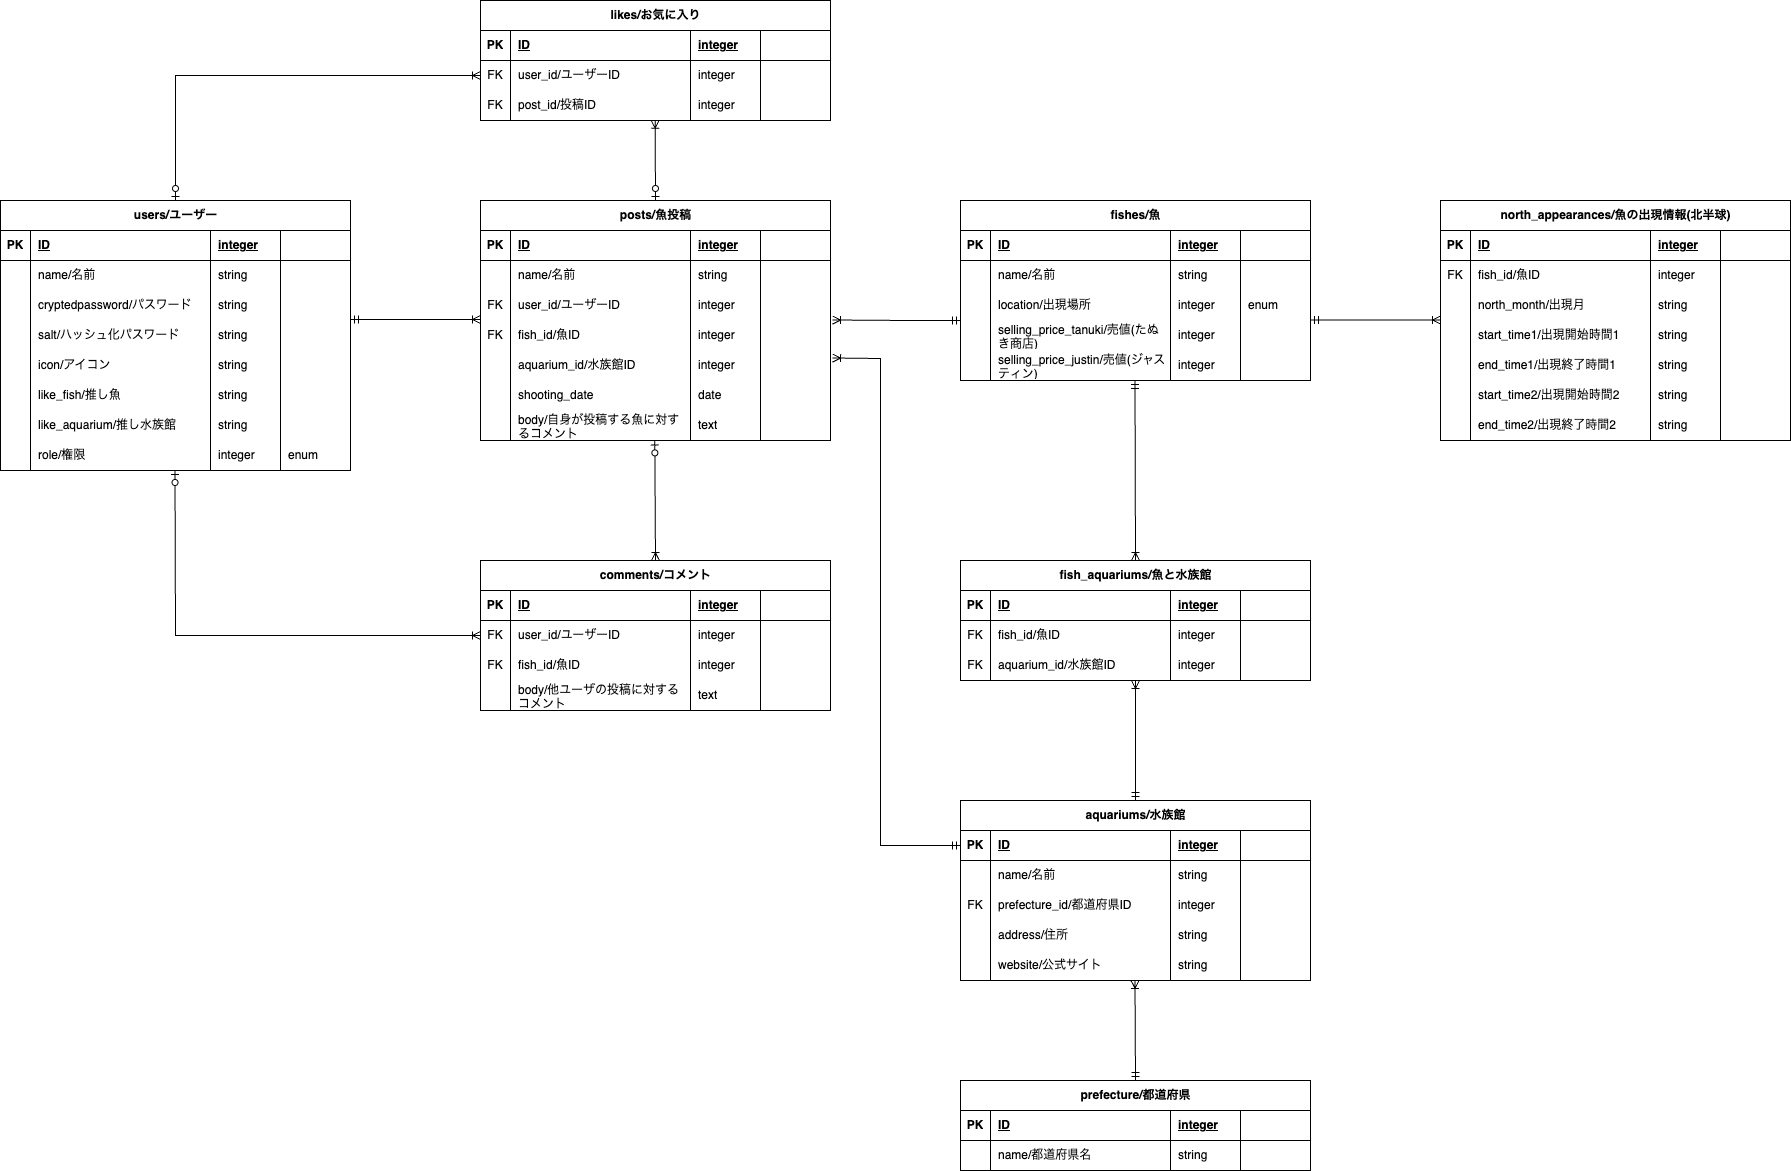 likes/お気に入り
PK ID integer
FK user_id/ユーザーID integer
FK post_id/投稿ID integer
users/ユーザー
PK ID integer
name/名前 string
cryptedpassword/パスワード string
salt/ハッシュ化パスワード string
icon/アイコン string
like_fish/推し魚 string
like_aquarium/推し水族館 string
role/権限 integer enum
posts/魚投稿
PK ID integer
name/名前 string
FK user_id/ユーザーID integer
FK fish_id/魚ID integer
aquarium_id/水族館ID integer
shooting_date date
body/自身が投稿する魚に対す
るコメント text
fishes/魚
PK ID integer
name/名前 string
location/出現場所 integer enum
selling_price_tanuki/売値(たぬ
き商店) integer
selling_price_justin/売値(ジャス
ティン) integer
north_appearances/魚の出現情報(北半球)
PK ID integer
FK fish_id/魚ID integer
north_month/出現月 string
start_time1/出現開始時間1 string
end_time1/出現終了時間1 string
start_time2/出現開始時間2 string
end_time2/出現終了時間2 string
comments/コメント
PK ID integer
FK user_id/ユーザーID integer
FK fish_id/魚ID integer
body/他ユーザの投稿に対する
コメント text
fish_aquariums/魚と水族館
PK ID integer
FK fish_id/魚ID integer
FK aquarium_id/水族館ID integer
aquariums/水族館
PK ID integer
name/名前 string
FK prefecture_id/都道府県ID integer
address/住所 string
website/公式サイト string
prefecture/都道府県
PK ID integer
name/都道府県名 string